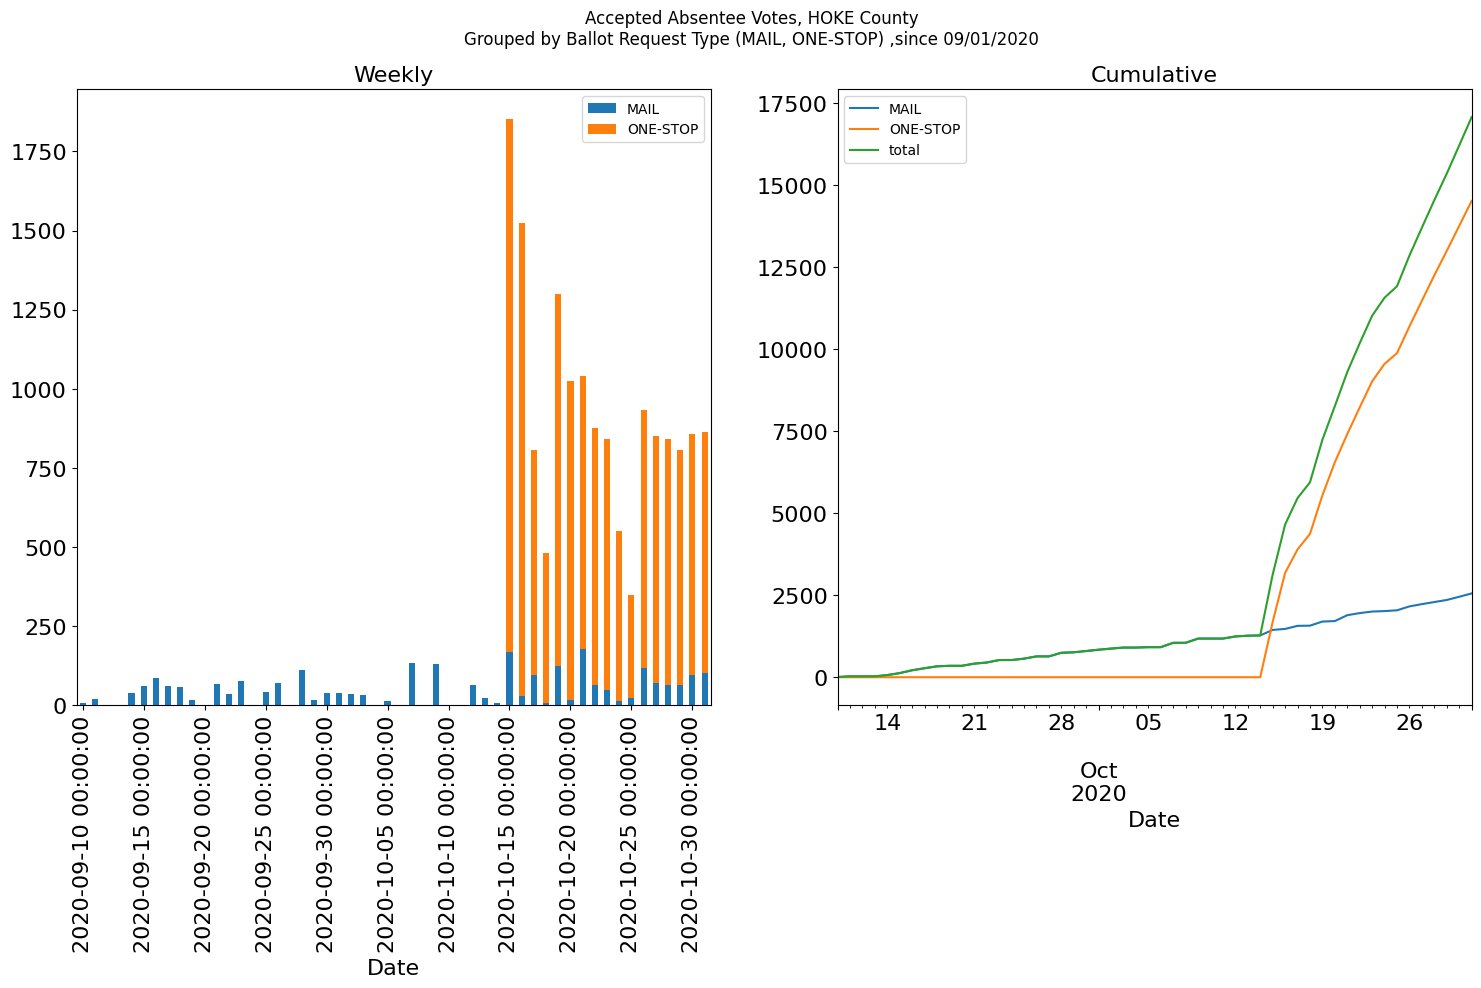 Accepted Absentee Votes, HOKE County
Grouped by Ballot Request Type (MAIL, ONE-STOP) ,since 09/01/2020
Weekly
MAIL
ONE-STOP
1750
1500
1250
1000
750
500
250
0
2020-09-10 00:00:00
2020-09-15 00:00:00
2020-09-20 00:00:00
2020-09-25 00:00:00
2020-09-30 00:00:00
2020-10-05 00:00:00
2020-10-10 00:00:00
2020-10-15 00:00:00
2020-10-20 00:00:00
2020-10-25 00:00:00
2020-10-30 00:00:00
Date
Cumulative
MAIL
ONE-STOP
total
17500
15000
12500
10000
7500
5000
2500
0
14 21 28 05 12 19 26
Oct
2020
Date